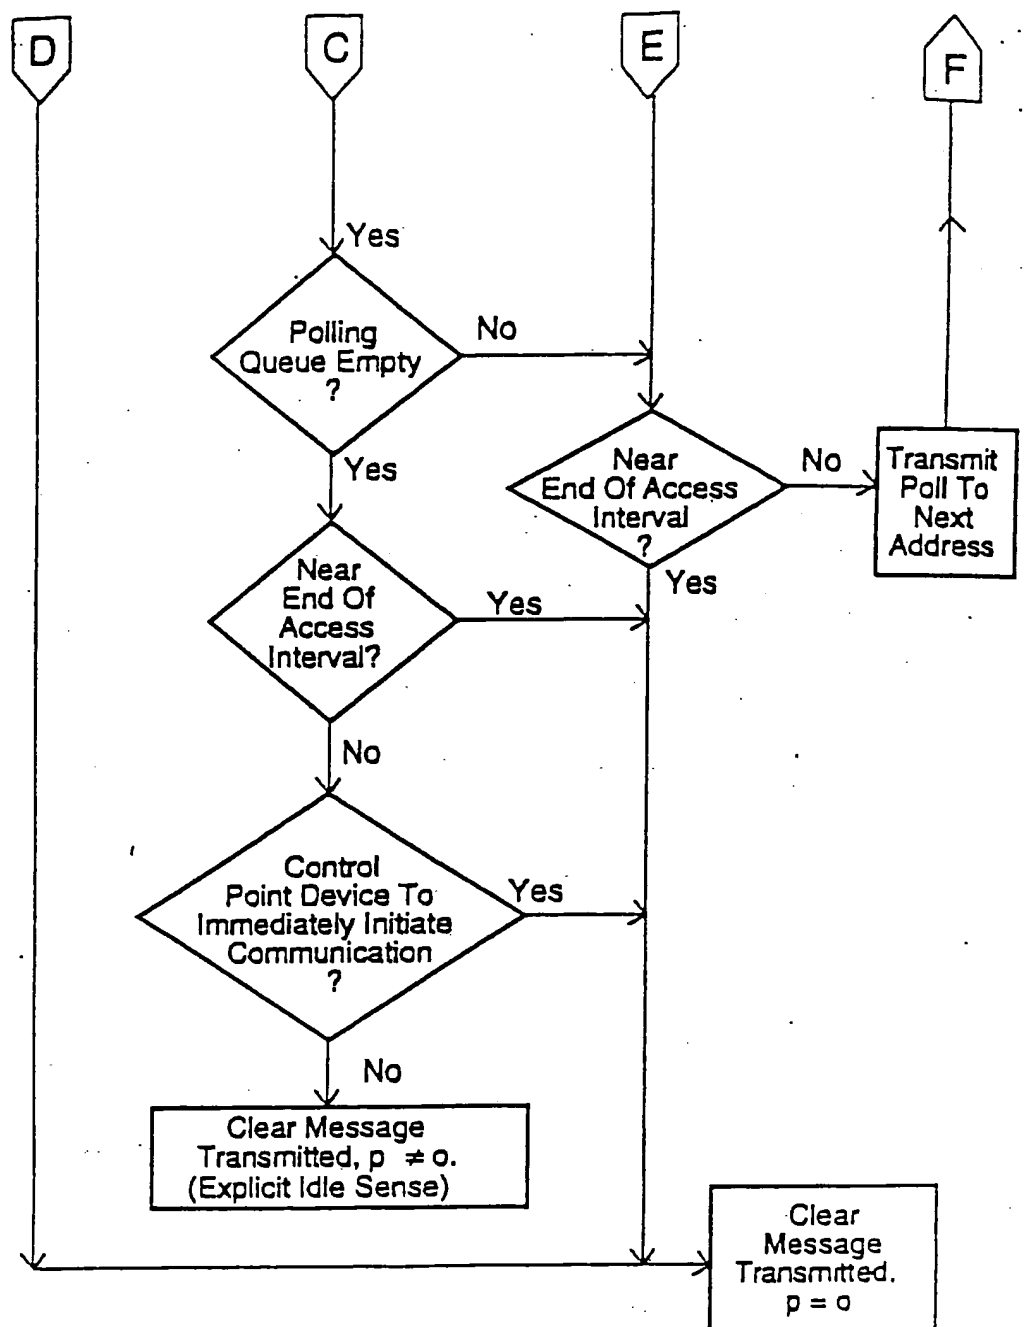 D
C
E
F
Yes
Polling
Queue Empty
?
No
Yes
Near
End Of Access
Interval
?
No
Transmit
Poll To
Next
Address
Yes
Near
End Of
Access
Interval?
Yes
No
Control
Point Device To
Immediately Initiate
Communication
?
Yes
No
Clear Message
Transmitted, p ≠ o.
(Explicit Idle Sense)
Clear
Message
Transmitted.
p = o